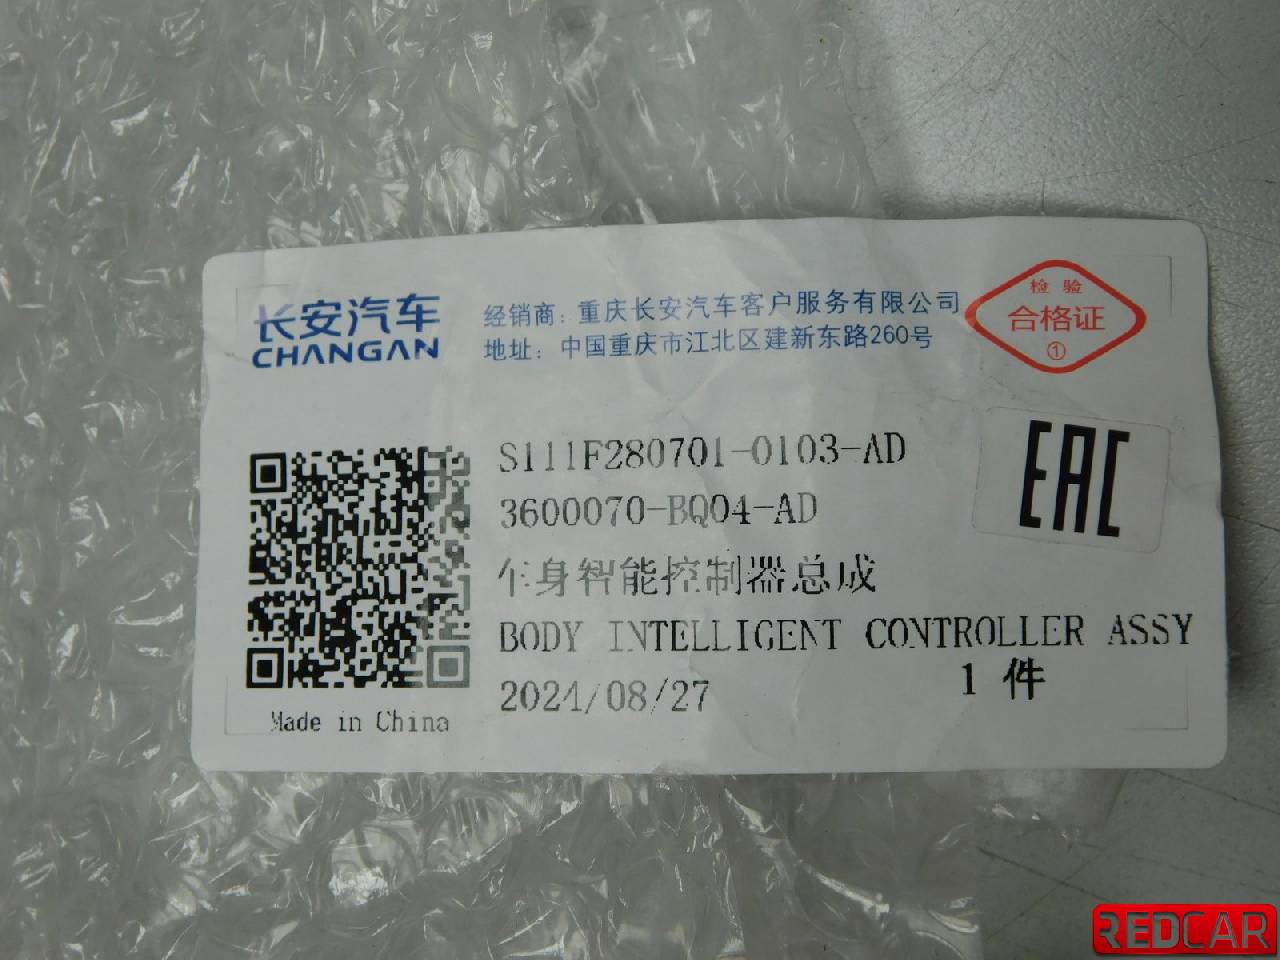 长安汽车
CHANGAN
经销商：重庆长安汽车客户服务有限公司
地址：中国重庆市江北区建新东路260号
检验
合格证
①
S111F280701-0103-AD
3600070-BQ04-AD
EAC
车身智能控制器总成
BODY INTELLIGENT CONTROLLER ASSY
2024/08/27
1 件
Made in China
REDCAR